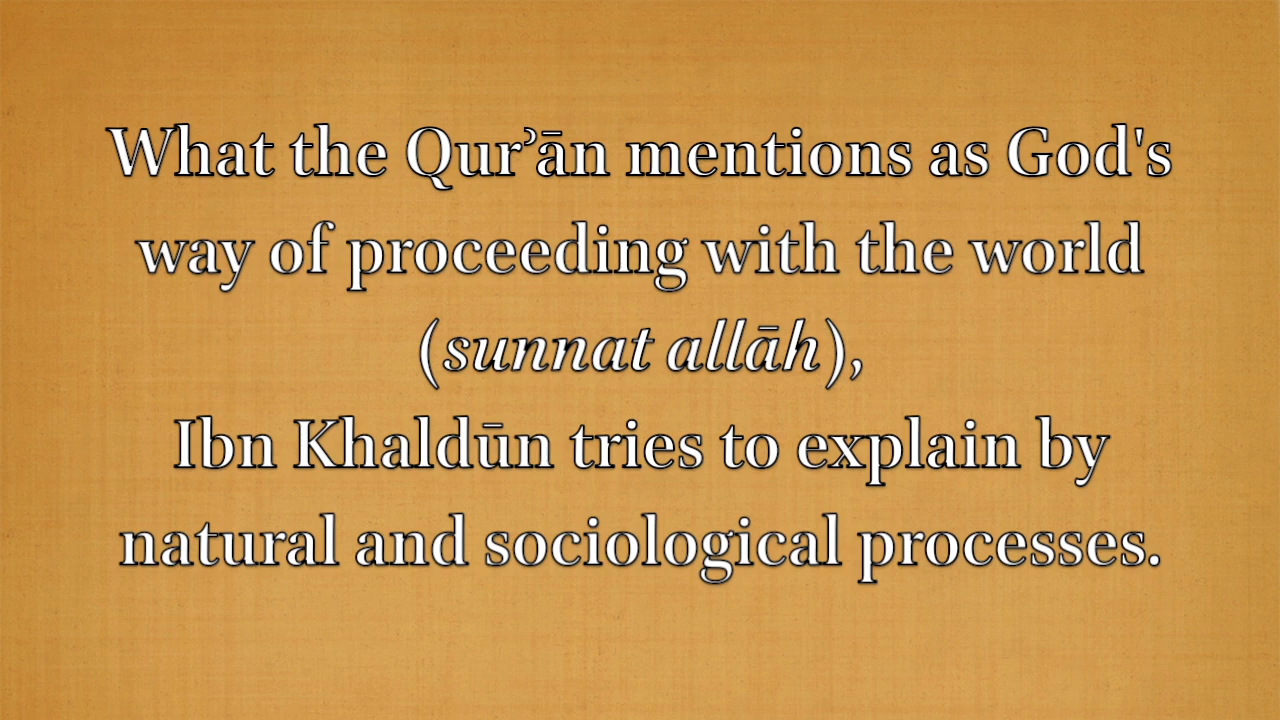 What the Qurʾān mentions as God's
way of proceeding with the world
(sunnat allāh),
Ibn Khaldūn tries to explain by
natural and sociological processes.